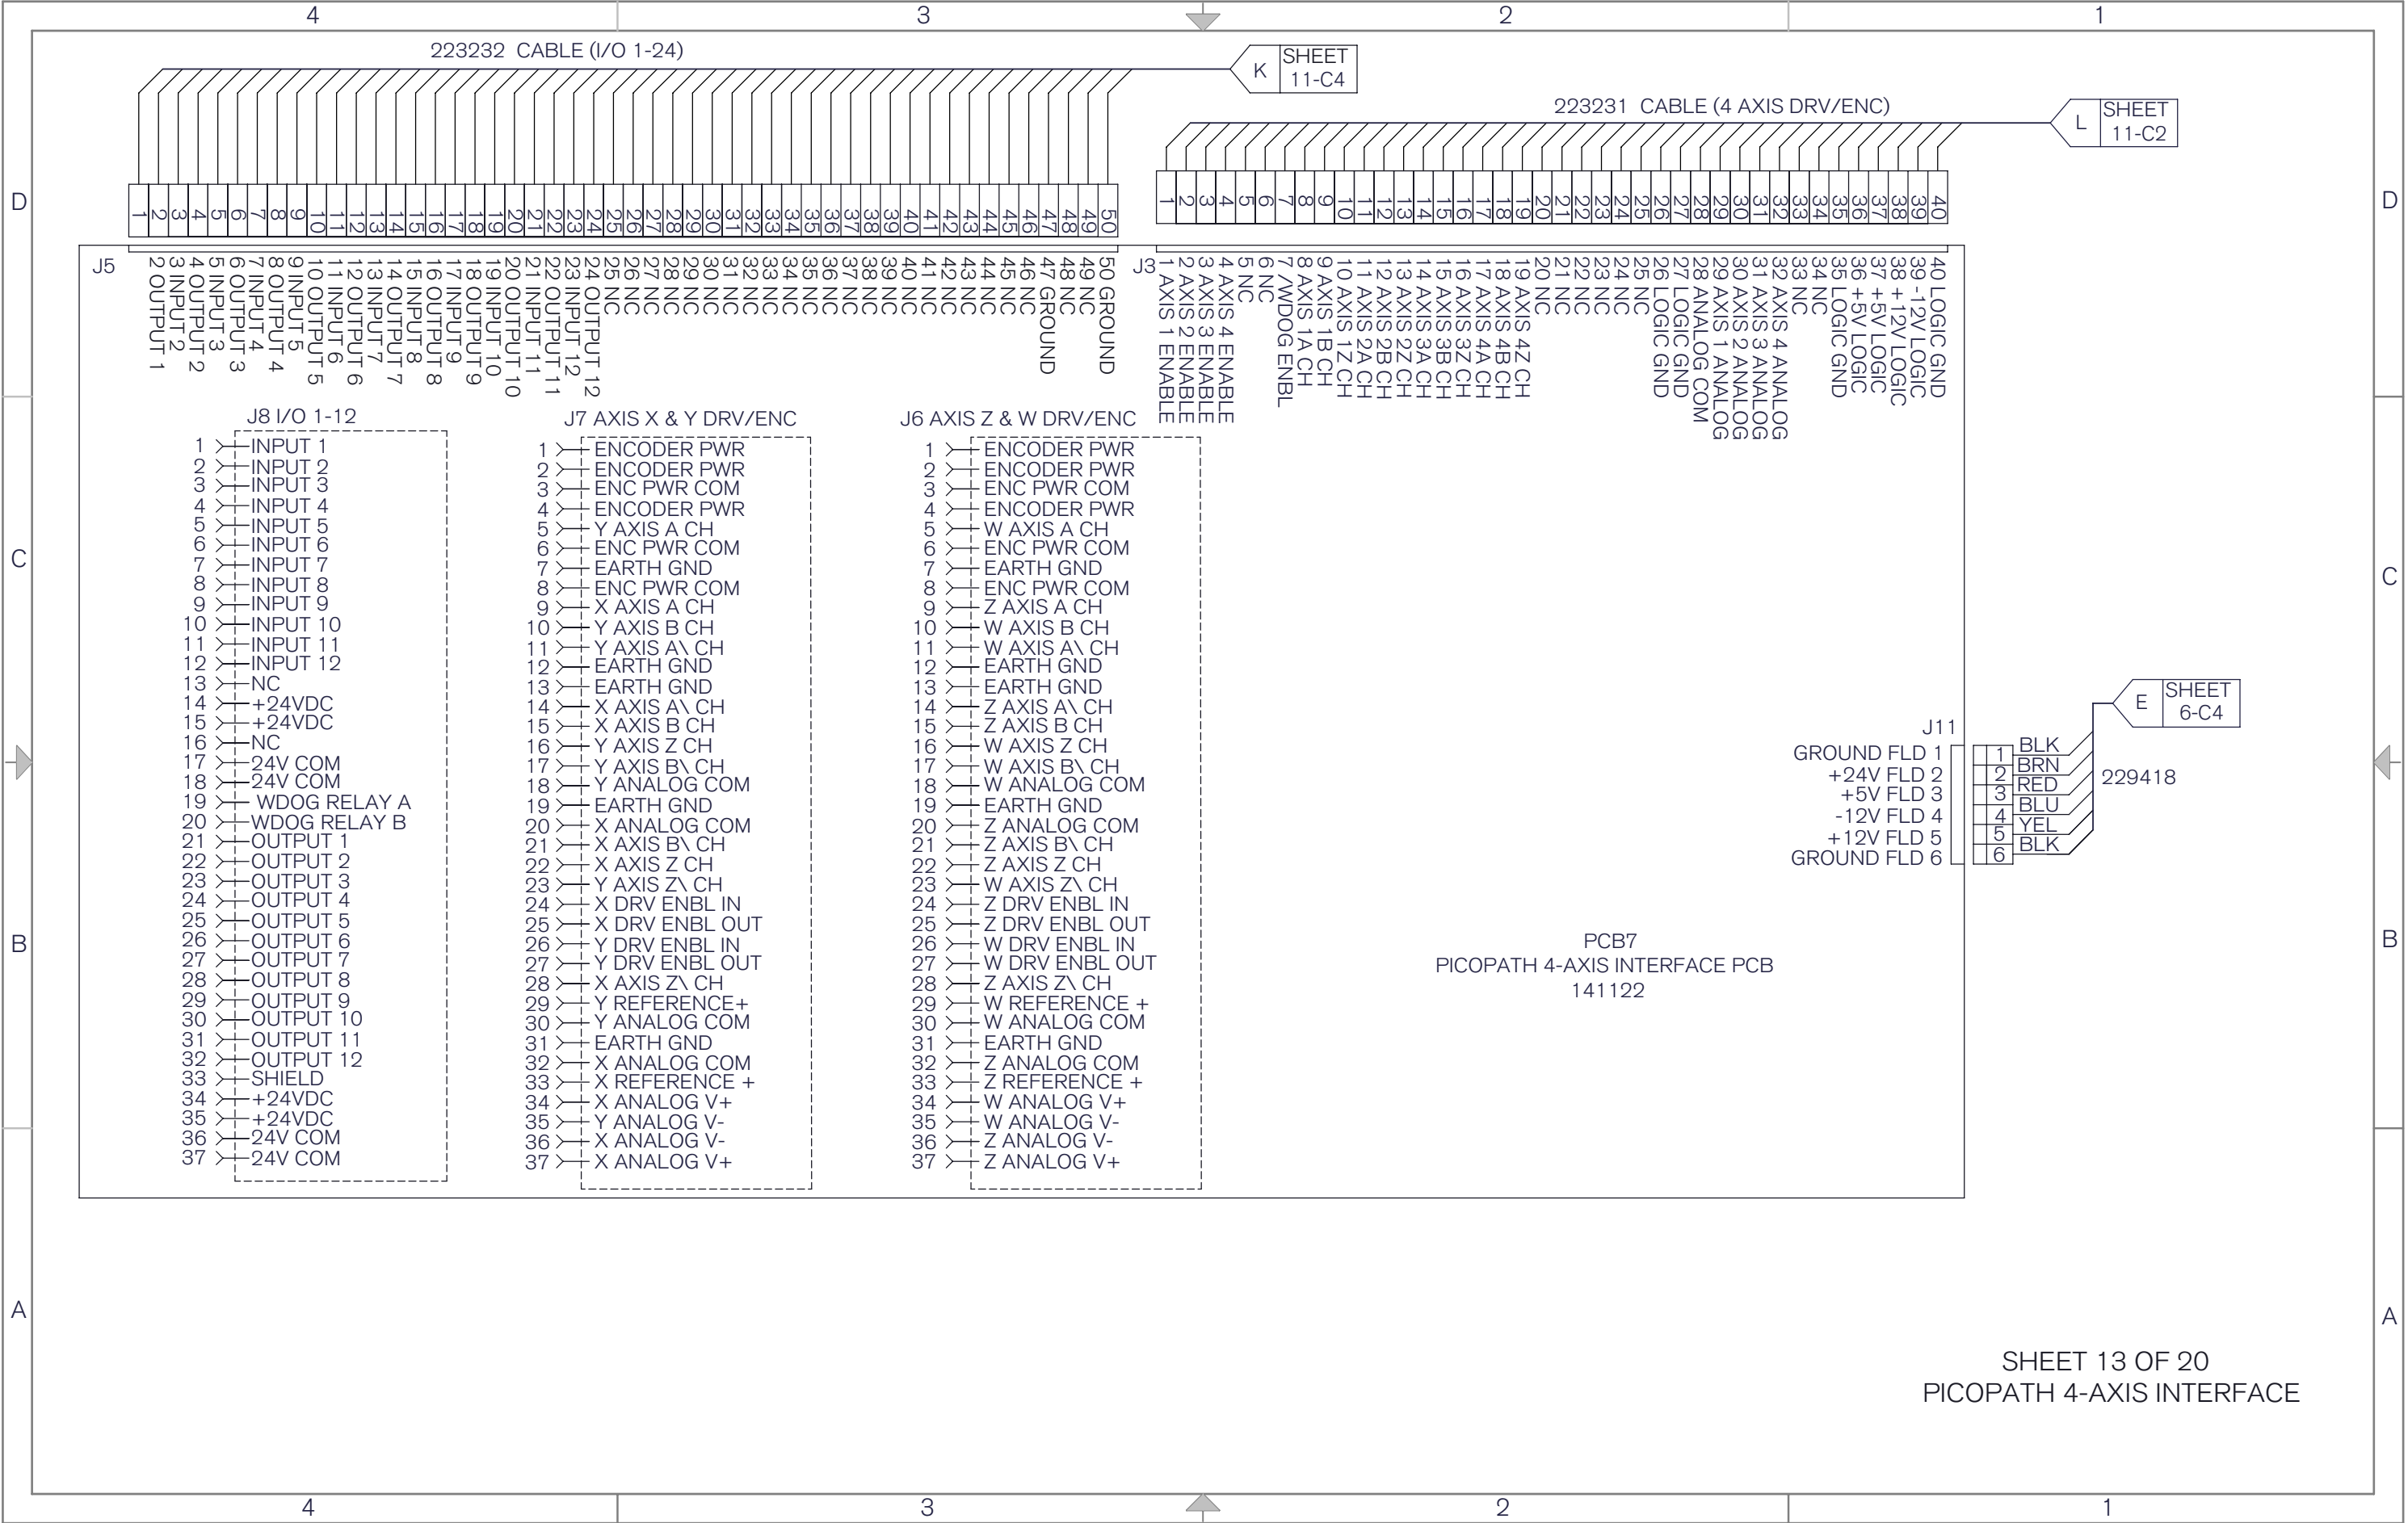 4 3 2 1
223232 CABLE (I/O 1-24)
K SHEET 11-C4
223231 CABLE (4 AXIS DRV/ENC)
L SHEET 11-C2
D D
1 2 3 4 5 6 7 8 9 10 11 12 13 14 15 16 17 18 19 20 21 22 23 24 25 26 27 28 29 30 31 32 33 34 35 36 37 38 39 40 41 42 43 44 45 46 47 48 49 50
1 2 3 4 5 6 7 8 9 10 11 12 13 14 15 16 17 18 19 20 21 22 23 24 25 26 27 28 29 30 31 32 33 34 35 36 37 38 39 40
J5
2 OUTPUT 1
3 INPUT 2
4 OUTPUT 2
5 INPUT 3
6 OUTPUT 3
7 INPUT 4
8 OUTPUT 4
9 INPUT 5
10 OUTPUT 5
11 INPUT 6
12 OUTPUT 6
13 INPUT 7
14 OUTPUT 7
15 INPUT 8
16 OUTPUT 8
17 INPUT 9
18 OUTPUT 9
19 INPUT 10
20 OUTPUT 10
21 INPUT 11
22 OUTPUT 11
23 INPUT 12
24 OUTPUT 12
25 NC
26 NC
27 NC
28 NC
29 NC
30 NC
31 NC
32 NC
33 NC
34 NC
35 NC
36 NC
37 NC
38 NC
39 NC
40 NC
41 NC
42 NC
43 NC
44 NC
45 NC
46 NC
47 GROUND
48 NC
49 NC
50 GROUND
J3
1 AXIS 1 ENABLE
2 AXIS 2 ENABLE
3 AXIS 3 ENABLE
4 AXIS 4 ENABLE
5 NC
6 NC
7 /WDOG ENBL
8 AXIS 1A CH
9 AXIS 1B CH
10 AXIS 1Z CH
11 AXIS 2A CH
12 AXIS 2B CH
13 AXIS 2Z CH
14 AXIS 3A CH
15 AXIS 3B CH
16 AXIS 3Z CH
17 AXIS 4A CH
18 AXIS 4B CH
19 AXIS 4Z CH
20 NC
21 NC
22 NC
23 NC
24 NC
25 NC
26 LOGIC GND
27 LOGIC GND
28 ANALOG COM
29 AXIS 1 ANALOG
30 AXIS 2 ANALOG
31 AXIS 3 ANALOG
32 AXIS 4 ANALOG
33 NC
34 NC
35 LOGIC GND
36 +5V LOGIC
37 +5V LOGIC
38 +12V LOGIC
39 -12V LOGIC
40 LOGIC GND
J8 I/O 1-12
1 INPUT 1
2 INPUT 2
3 INPUT 3
4 INPUT 4
5 INPUT 5
6 INPUT 6
7 INPUT 7
8 INPUT 8
9 INPUT 9
10 INPUT 10
11 INPUT 11
12 INPUT 12
13 NC
14 +24VDC
15 +24VDC
16 NC
17 24V COM
18 24V COM
19 WDOG RELAY A
20 WDOG RELAY B
21 OUTPUT 1
22 OUTPUT 2
23 OUTPUT 3
24 OUTPUT 4
25 OUTPUT 5
26 OUTPUT 6
27 OUTPUT 7
28 OUTPUT 8
29 OUTPUT 9
30 OUTPUT 10
31 OUTPUT 11
32 OUTPUT 12
33 SHIELD
34 +24VDC
35 +24VDC
36 24V COM
37 24V COM
J7 AXIS X & Y DRV/ENC
1 ENCODER PWR
2 ENCODER PWR
3 ENC PWR COM
4 ENCODER PWR
5 Y AXIS A CH
6 ENC PWR COM
7 EARTH GND
8 ENC PWR COM
9 X AXIS A CH
10 Y AXIS B CH
11 Y AXIS A\ CH
12 EARTH GND
13 EARTH GND
14 X AXIS A\ CH
15 X AXIS B CH
16 Y AXIS Z CH
17 Y AXIS B\ CH
18 Y ANALOG COM
19 EARTH GND
20 X ANALOG COM
21 X AXIS B\ CH
22 X AXIS Z CH
23 Y AXIS Z\ CH
24 X DRV ENBL IN
25 X DRV ENBL OUT
26 Y DRV ENBL IN
27 Y DRV ENBL OUT
28 X AXIS Z\ CH
29 Y REFERENCE+
30 Y ANALOG COM
31 EARTH GND
32 X ANALOG COM
33 X REFERENCE +
34 X ANALOG V+
35 Y ANALOG V-
36 X ANALOG V-
37 X ANALOG V+
J6 AXIS Z & W DRV/ENC
1 ENCODER PWR
2 ENCODER PWR
3 ENC PWR COM
4 ENCODER PWR
5 W AXIS A CH
6 ENC PWR COM
7 EARTH GND
8 ENC PWR COM
9 Z AXIS A CH
10 W AXIS B CH
11 W AXIS A\ CH
12 EARTH GND
13 EARTH GND
14 Z AXIS A\ CH
15 Z AXIS B CH
16 W AXIS Z CH
17 W AXIS B\ CH
18 W ANALOG COM
19 EARTH GND
20 Z ANALOG COM
21 Z AXIS B\ CH
22 Z AXIS Z CH
23 W AXIS Z\ CH
24 Z DRV ENBL IN
25 Z DRV ENBL OUT
26 W DRV ENBL IN
27 W DRV ENBL OUT
28 Z AXIS Z\ CH
29 W REFERENCE +
30 W ANALOG COM
31 EARTH GND
32 Z ANALOG COM
33 Z REFERENCE +
34 W ANALOG V+
35 W ANALOG V-
36 Z ANALOG V-
37 Z ANALOG V+
C C
E SHEET 6-C4
J11
GROUND FLD 1 1 BLK
+24V FLD 2 2 BRN
+5V FLD 3 3 RED
-12V FLD 4 4 BLU
+12V FLD 5 5 YEL
GROUND FLD 6 6 BLK
229418
B B
PCB7
PICOPATH 4-AXIS INTERFACE PCB
141122
A A
SHEET 13 OF 20
PICOPATH 4-AXIS INTERFACE
4 3 2 1